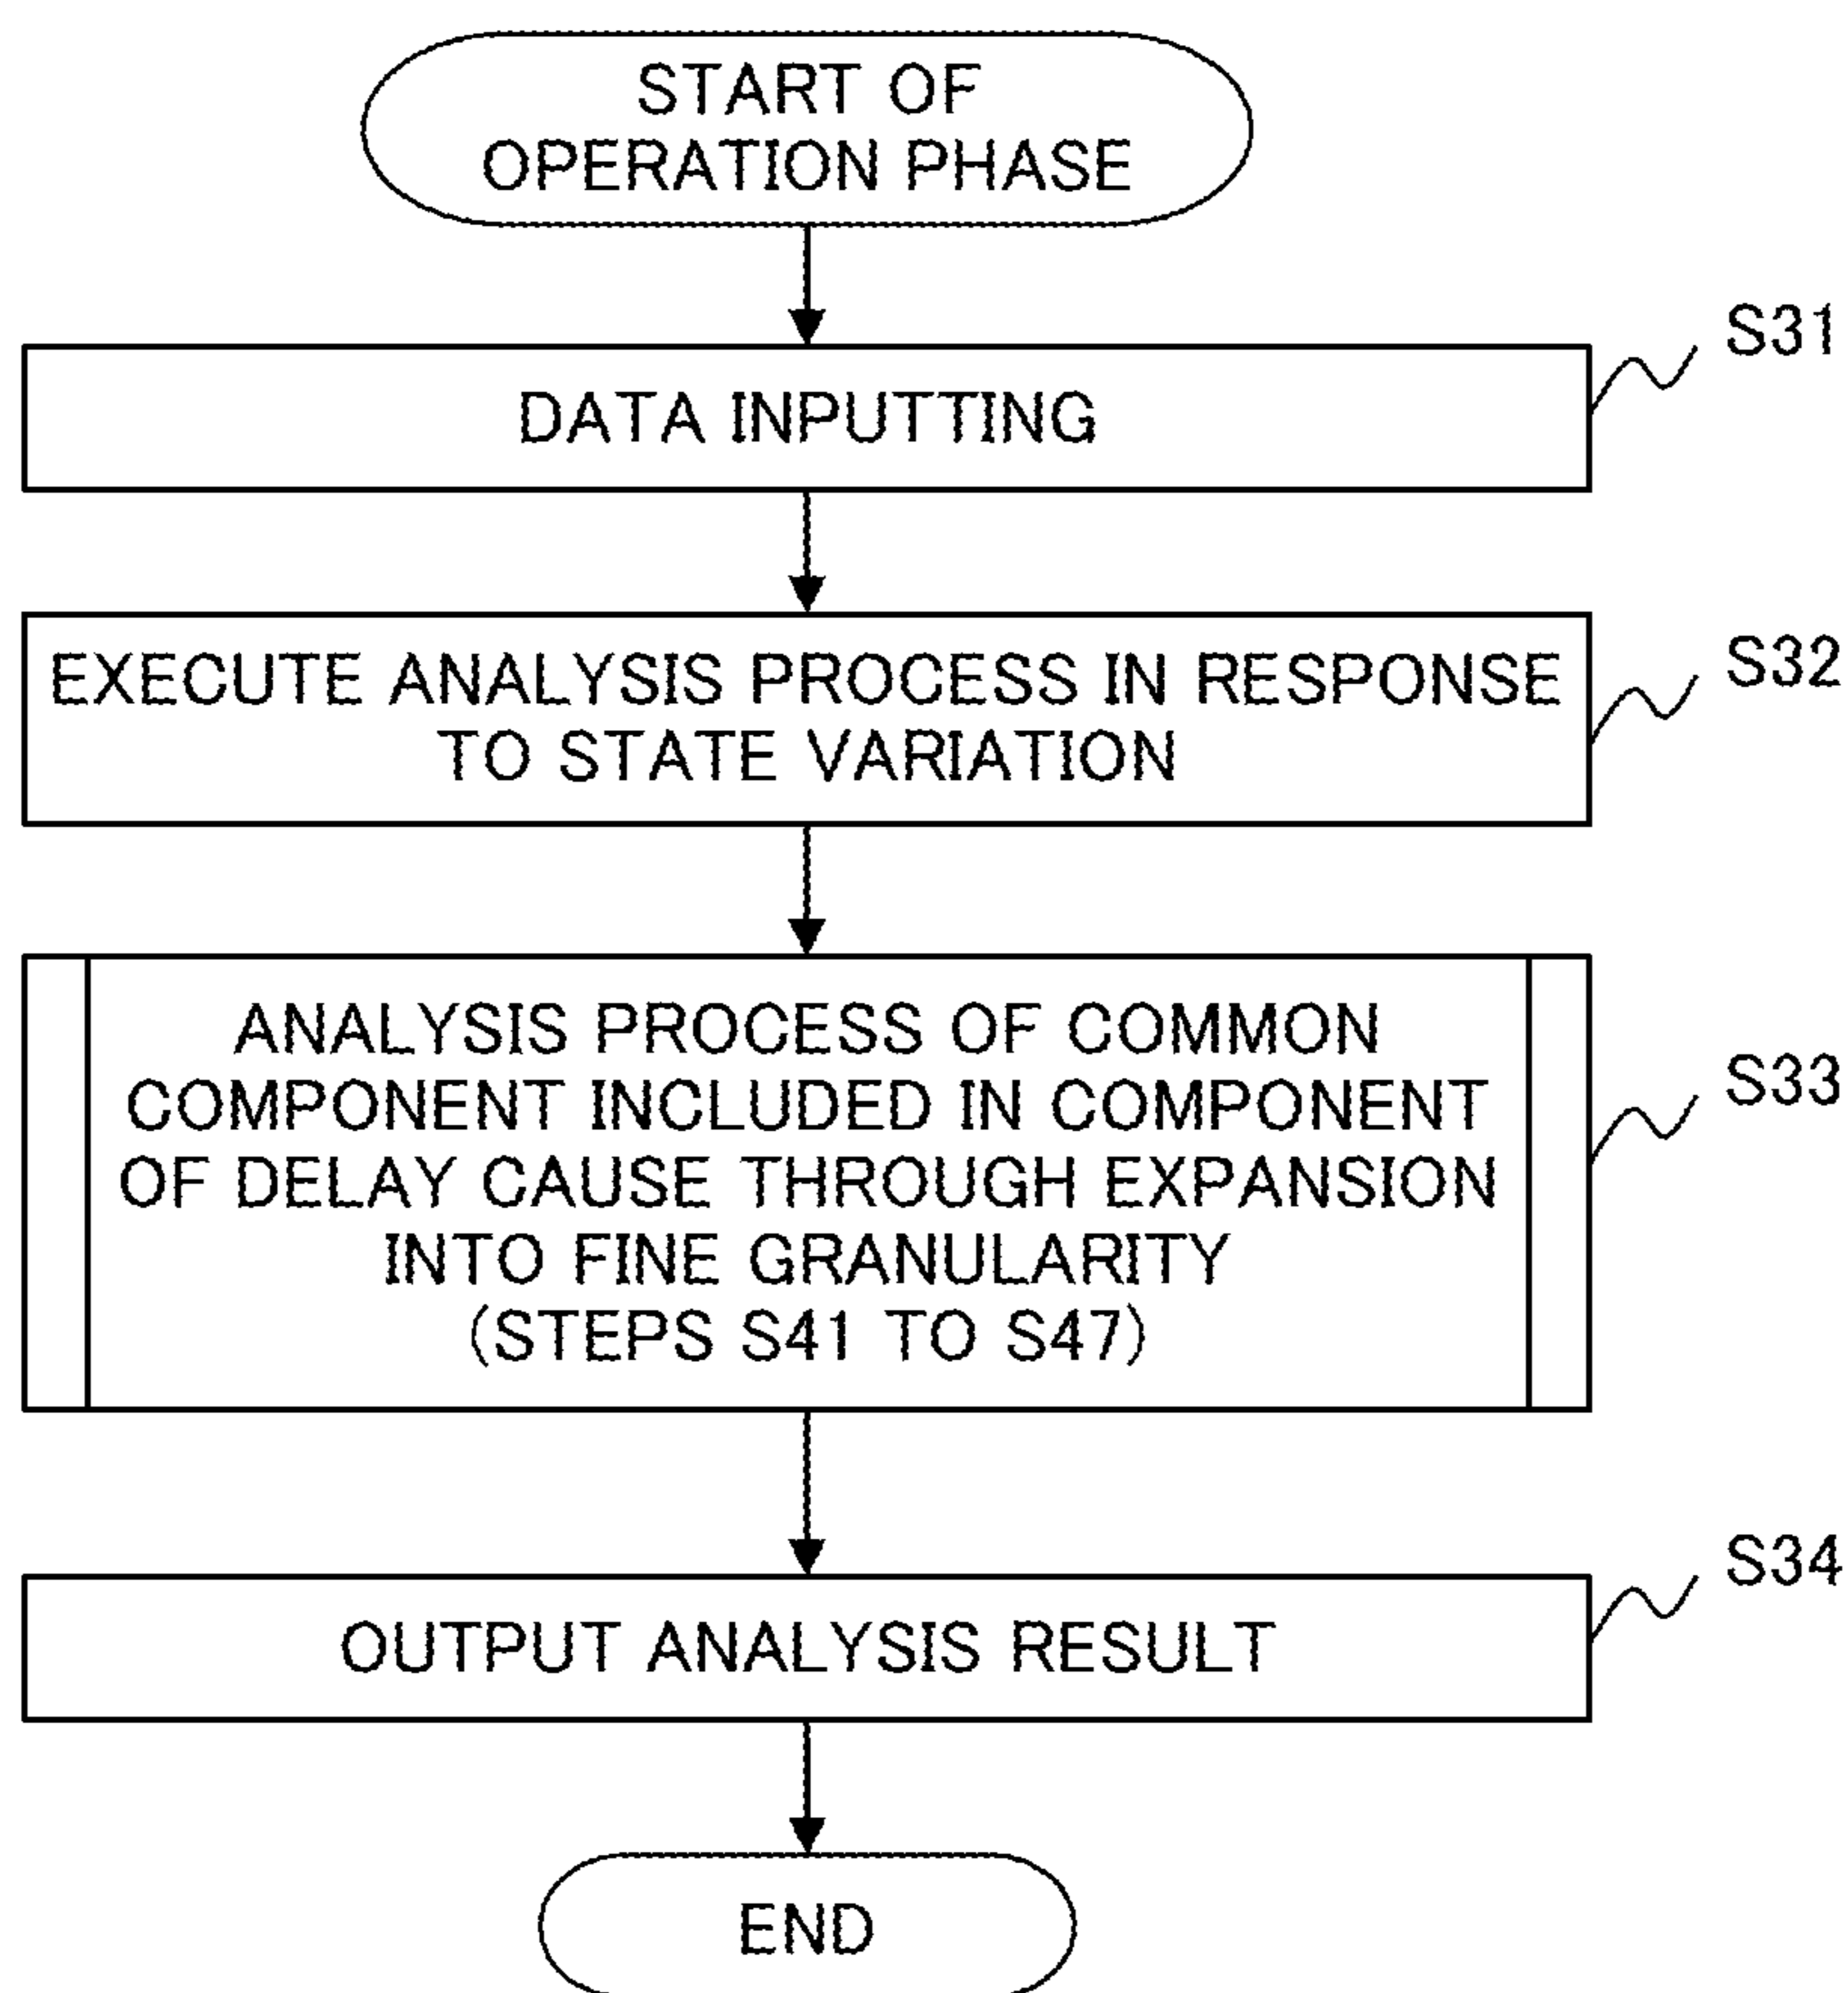 START OF
OPERATION PHASE
S31
DATA INPUTTING
S32
EXECUTE ANALYSIS PROCESS IN RESPONSE
TO STATE VARIATION
S33
ANALYSIS PROCESS OF COMMON
COMPONENT INCLUDED IN COMPONENT
OF DELAY CAUSE THROUGH EXPANSION
INTO FINE GRANULARITY
(STEPS S41 TO S47)
S34
OUTPUT ANALYSIS RESULT
END